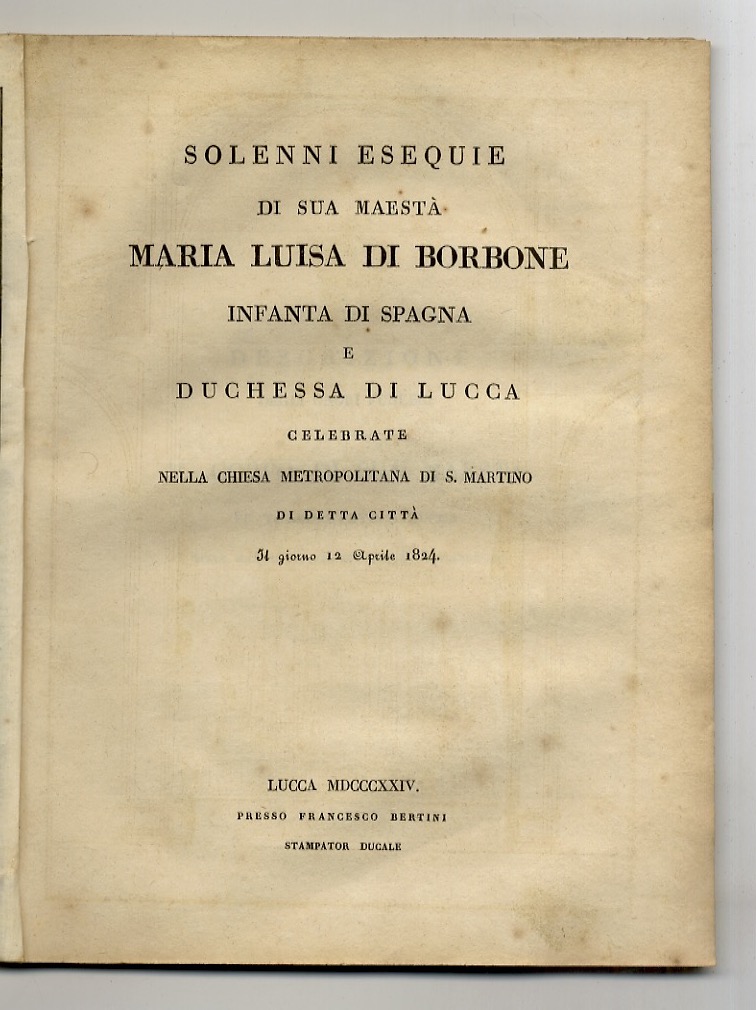 SOLENNI ESEQUIE
DI SUA MAESTÀ
MARIA LUISA DI BORBONE
INFANTA DI SPAGNA
E
DUCHESSA DI LUCCA
CELEBRATE
NELLA CHIESA METROPOLITANA DI S. MARTINO
DI DETTA CITTÀ
Il giorno 12 Aprile 1824.
LUCCA MDCCCXXIV.
PRESSO FRANCESCO BERTINI
STAMPATOR DUCALE